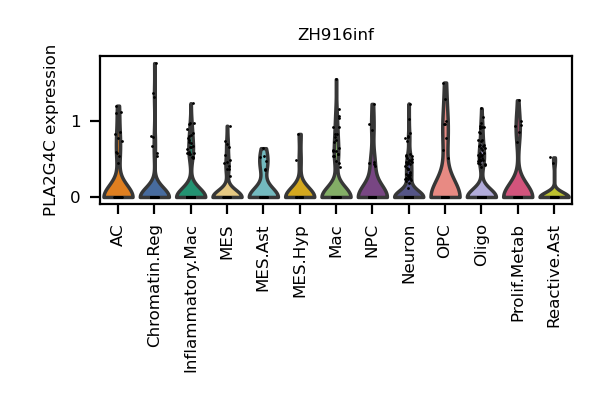 ZH916inf
PLA2G4C expression
1
0
AC
Chromatin.Reg
Inflammatory.Mac
MES
MES.Ast
MES.Hyp
Mac
NPC
Neuron
OPC
Oligo
Prolif.Metab
Reactive.Ast